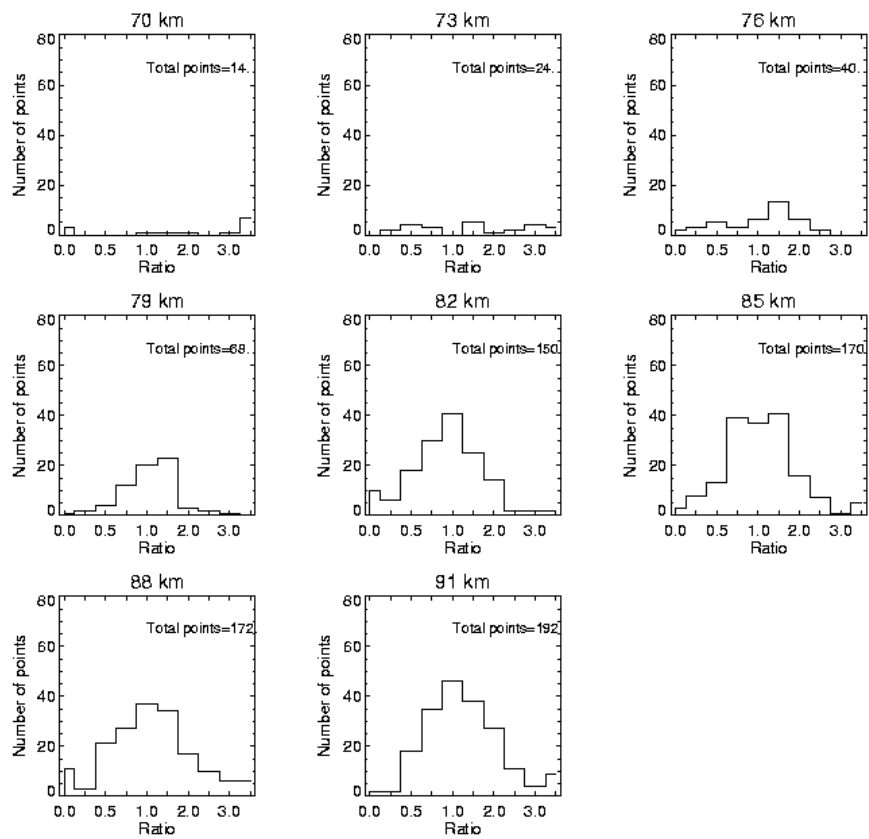 70 km
80
60
40
20
0
Number of points
Total points=14.
0.0 0.5 1.0 2.0 3.0
Ratio
73 km
80
60
40
20
0
Number of points
Total points=24.
0.0 0.5 1.0 2.0 3.0
Ratio
76 km
80
60
40
20
0
Number of points
Total points=40.
0.0 0.5 1.0 2.0 3.0
Ratio
79 km
80
60
40
20
0
Number of points
Total points=68.
0.0 0.5 1.0 2.0 3.0
Ratio
82 km
80
60
40
20
0
Number of points
Total points=150
0.0 0.5 1.0 2.0 3.0
Ratio
85 km
80
60
40
20
0
Number of points
Total points=170
0.0 0.5 1.0 2.0 3.0
Ratio
88 km
80
60
40
20
0
Number of points
Total points=172.
0.0 0.5 1.0 2.0 3.0
Ratio
91 km
80
60
40
20
0
Number of points
Total points=192
0.0 0.5 1.0 2.0 3.0
Ratio